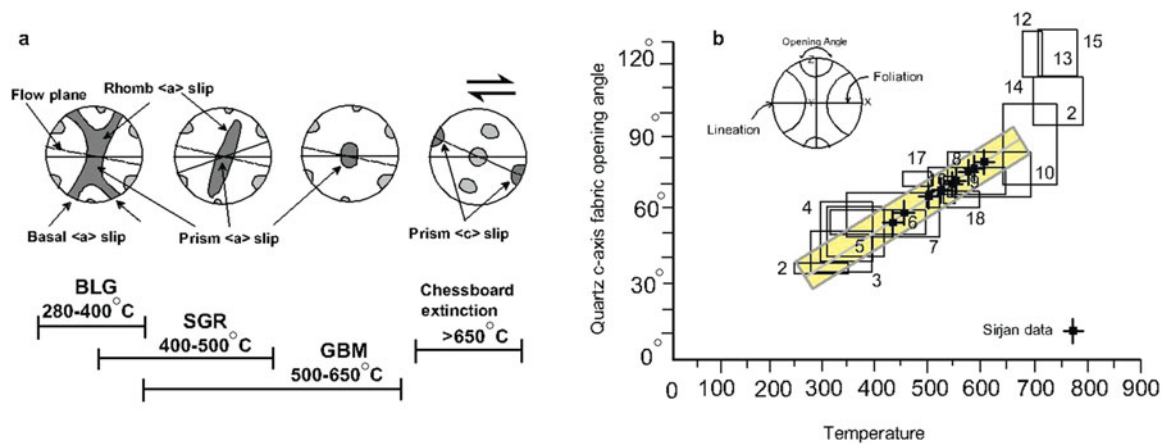 a
Rhomb <a> slip
Flow plane
Basal <a> slip
Prism <a> slip
Prism <c> slip
BLG
280-400°C
SGR
400-500°C
GBM
500-650°C
Chessboard
extinction
>650°C
b
Opening Angle
Z
Foliation
Y
X
Lineation
Quartz c-axis fabric opening angle
120°
90°
60°
30°
0°
12
15
13
14
2
17
8
10
9
18
4
6
5
7
2
3
Sirjan data
0 100 200 300 400 500 600 700 800 900
Temperature